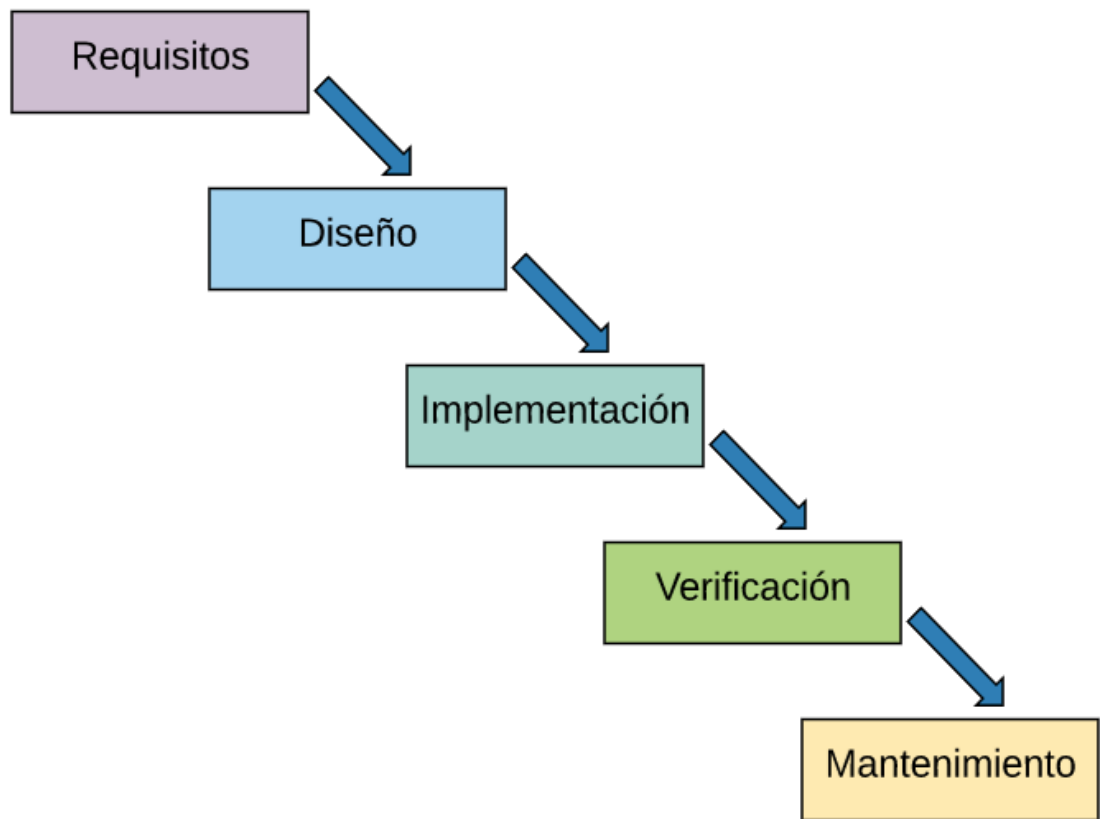 Requisitos
Diseño
Implementación
Verificación
Mantenimiento